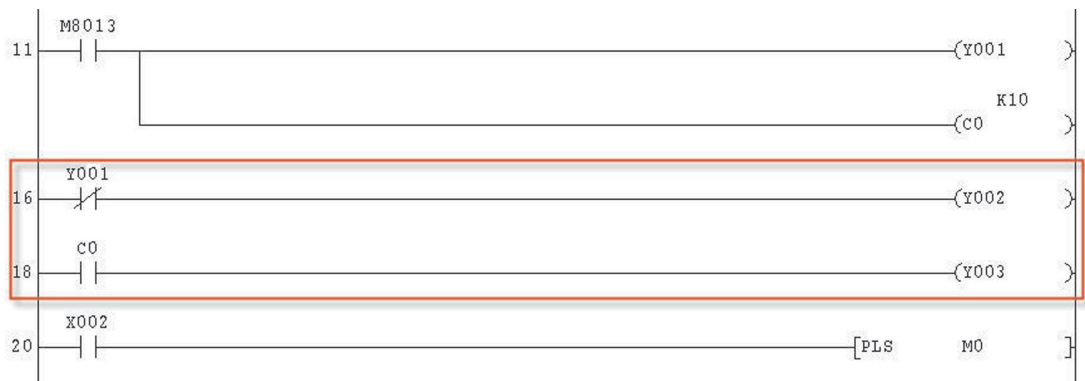 M8013
11 (Y001 )
K10
(C0 )
Y001
16 (Y002 )
C0
18 (Y003 )
X002
20 [PLS M0 ]